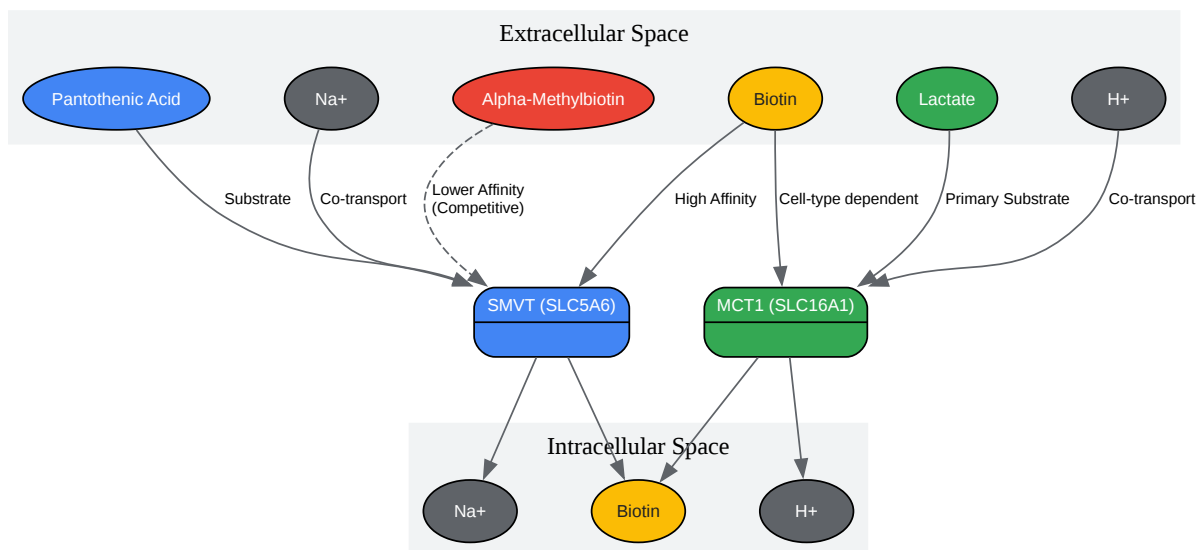 Extracellular Space
Pantothenic Acid
Na+
Alpha-Methylbiotin
Biotin
Lactate
H+
Substrate
Co-transport
Lower Affinity
(Competitive)
High Affinity
Cell-type dependent
Primary Substrate
Co-transport
SMVT (SLC5A6)
MCT1 (SLC16A1)
Intracellular Space
Na+
Biotin
H+